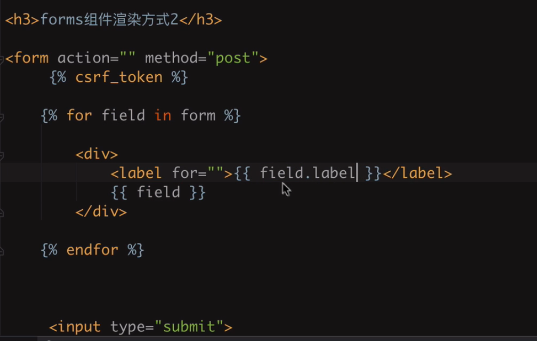 <h3>forms组件渲染方式2</h3>
<form action="" method="post">
{% csrf_token %}
{% for field in form %}
<div>
<label for="">{{ field.label }}</label>
{{ field }}
</div>
{% endfor %}
<input type="submit">